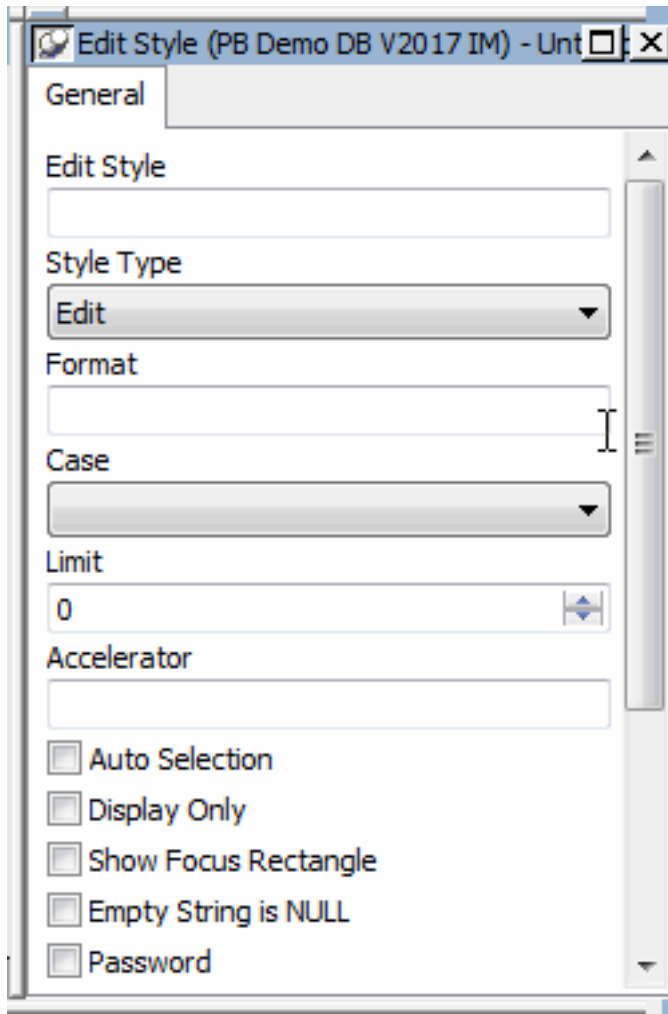 Edit Style (PB Demo DB V2017 IM) - Unt
General
Edit Style
Style Type
Edit
Format
Case
Limit
0
Accelerator
Auto Selection
Display Only
Show Focus Rectangle
Empty String is NULL
Password